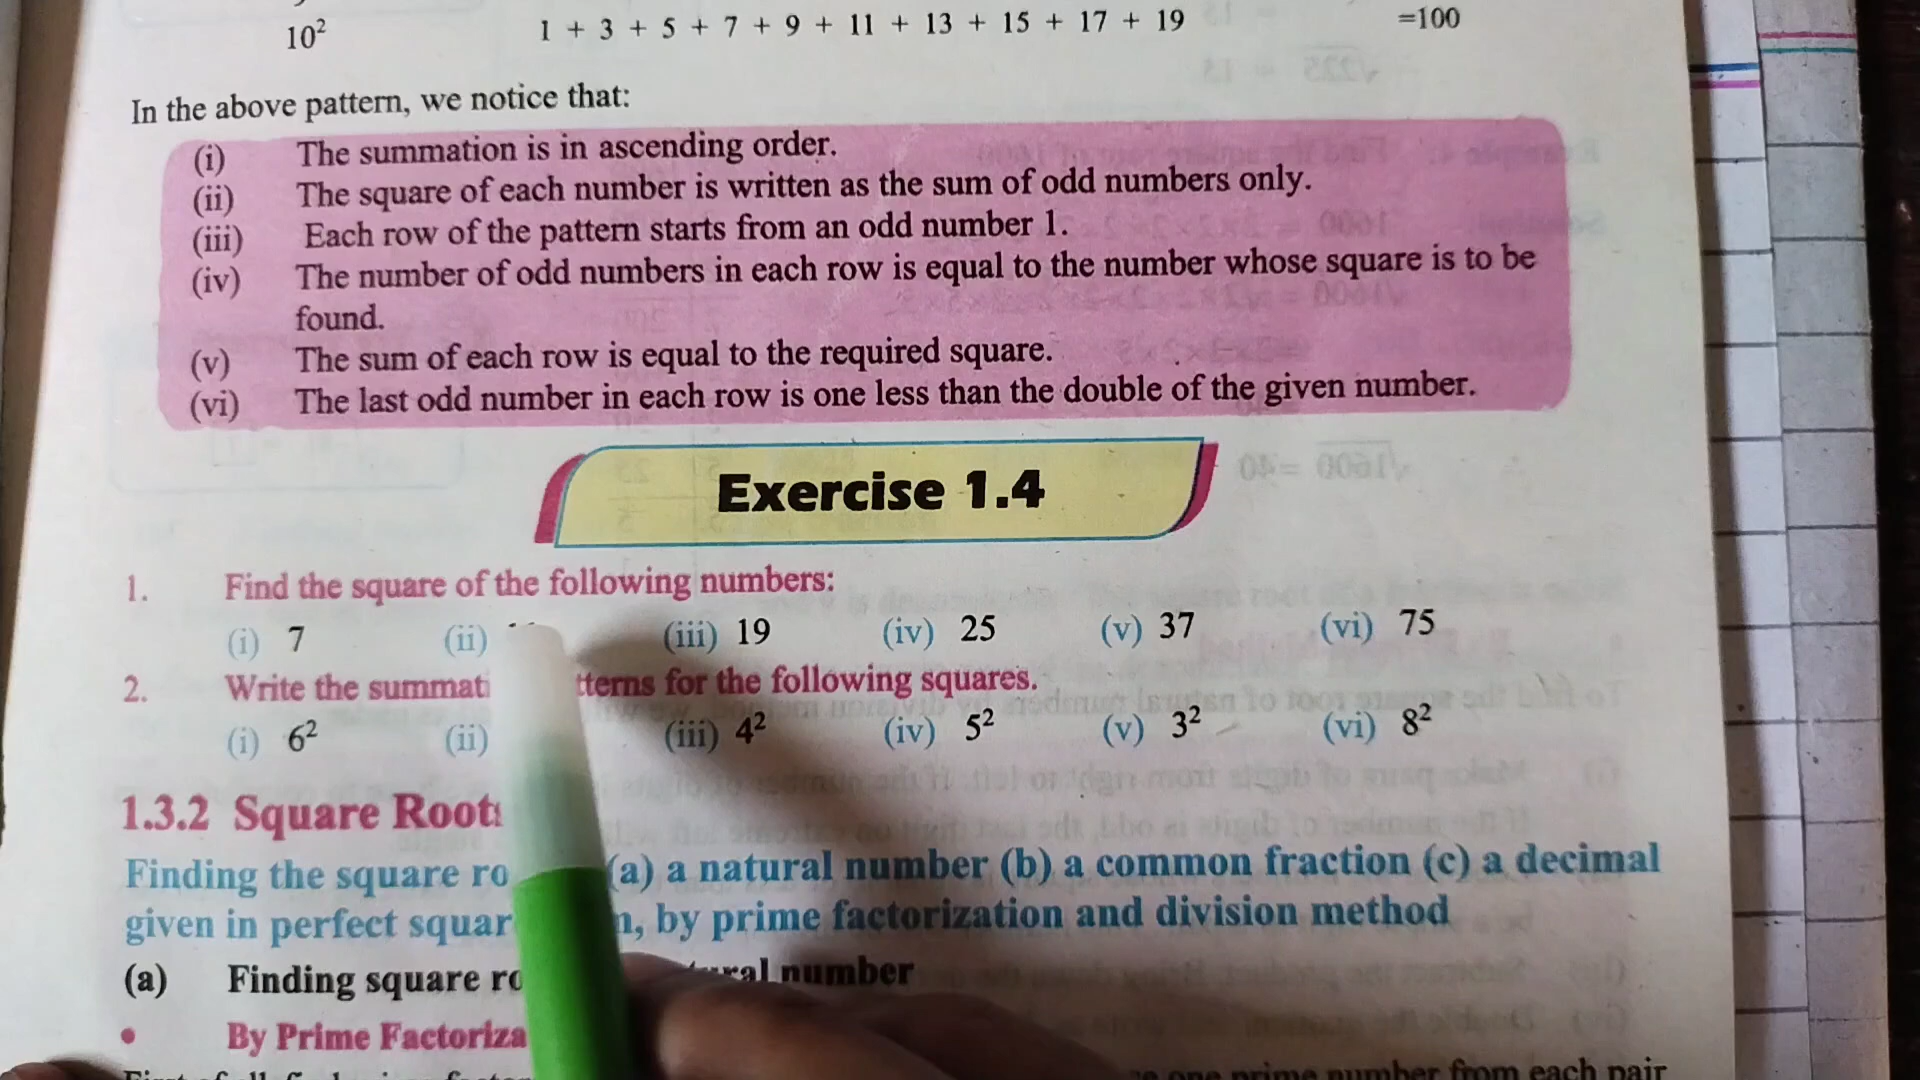 10² 1 + 3 + 5 + 7 + 9 + 11 + 13 + 15 + 17 + 19 =100
In the above pattern, we notice that:
(i) The summation is in ascending order.
(ii) The square of each number is written as the sum of odd numbers only.
(iii) Each row of the pattern starts from an odd number 1.
(iv) The number of odd numbers in each row is equal to the number whose square is to be
found.
(v) The sum of each row is equal to the required square.
(vi) The last odd number in each row is one less than the double of the given number.
Exercise 1.4
1. Find the square of the following numbers:
(i) 7 (ii) (iii) 19 (iv) 25 (v) 37 (vi) 75
2. Write the for the following squares.
(i) 6² (ii) (iii) 4² (iv) 5² (v) 3² (vi) 8²
1.3.2 Square
Finding the square (a) a natural number (b) a common fraction (c) a decimal
given in perfect by prime factorization and division method
(a) Finding square number
• By Prime
one prime number from each pair